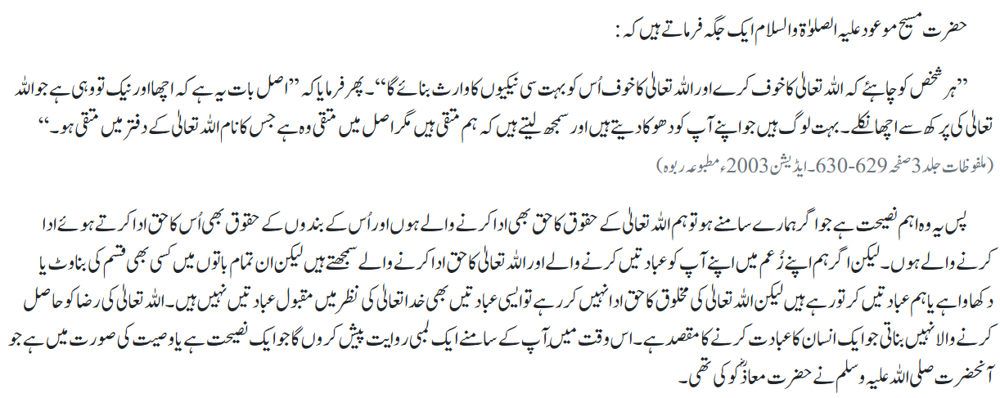 حضرت مسیح موعود علیہ الصلوٰۃ والسلام ایک جگہ فرماتے ہیں کہ :
’’ہر شخص کو چاہئے کہ اللہ تعالیٰ کا خوف کرے اور اللہ تعالیٰ کا خوف اُس کو بہت سی نیکیوں کا وارث بنائے گا‘‘۔ پھر فرمایا کہ ’’اصل بات یہ ہے کہ اچھا اور نیک تو وہی ہے جو اللہ
تعالیٰ کی پرکھ سے اچھا نکلے۔ بہت لوگ ہیں جو اپنے آپ کو دھوکا دیتے ہیں اور سمجھ لیتے ہیں کہ ہم متقی ہیں مگر اصل میں متقی وہ ہے جس کا نام اللہ تعالیٰ کے دفتر میں متقی ہو۔‘‘
(ملفوظات جلد 3 صفحہ 629-630۔ ایڈیشن 2003ء مطبوعہ ربوہ)
پس یہ وہ اہم نصیحت ہے جو اگر ہمارے سامنے ہو تو ہم اللہ تعالیٰ کے حقوق کا حق بھی ادا کرنے والے ہوں اور اُس کے بندوں کے حقوق بھی اُس کا حق ادا کرتے ہوئے ادا
کرنے والے ہوں۔ لیکن اگر ہم اپنے زُعم میں اپنے آپ کو عبادتیں کرنے والے اور اللہ تعالیٰ کا حق ادا کرنے والے سمجھتے ہیں لیکن ان تمام باتوں میں کسی بھی قسم کی بناوٹ یا
دکھاوا ہے یا ہم عبادتیں کر تو رہے ہیں لیکن اللہ تعالیٰ کی مخلوق کا حق ادا نہیں کر رہے تو ایسی عبادتیں بھی خدا تعالیٰ کی نظر میں مقبول عبادتیں نہیں ہیں۔ اللہ تعالیٰ کی رضا کو حاصل
کرنے والا نہیں بناتی جو ایک انسان کا عبادت کرنے کا مقصد ہے۔ اس وقت میں آپ کے سامنے ایک لمبی روایت پیش کروں گا جو ایک نصیحت ہے یا وصیت کی صورت میں ہے جو
آنحضرت صلی اللہ علیہ وسلم نے حضرت معاذؓ کو کی تھی۔